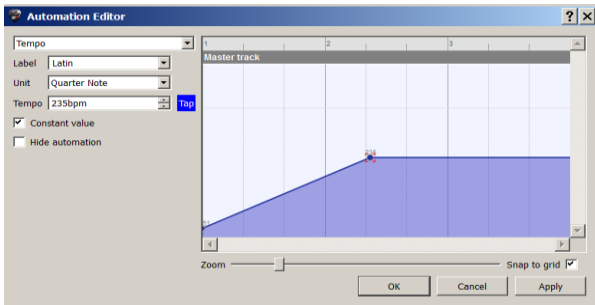 Automation Editor
? x
Tempo
Label Latin
Unit Quarter Note
Tempo 235bpm Tap
Constant value
Hide automation
1 2 3
Master track
Zoom
Snap to grid
OK Cancel Apply